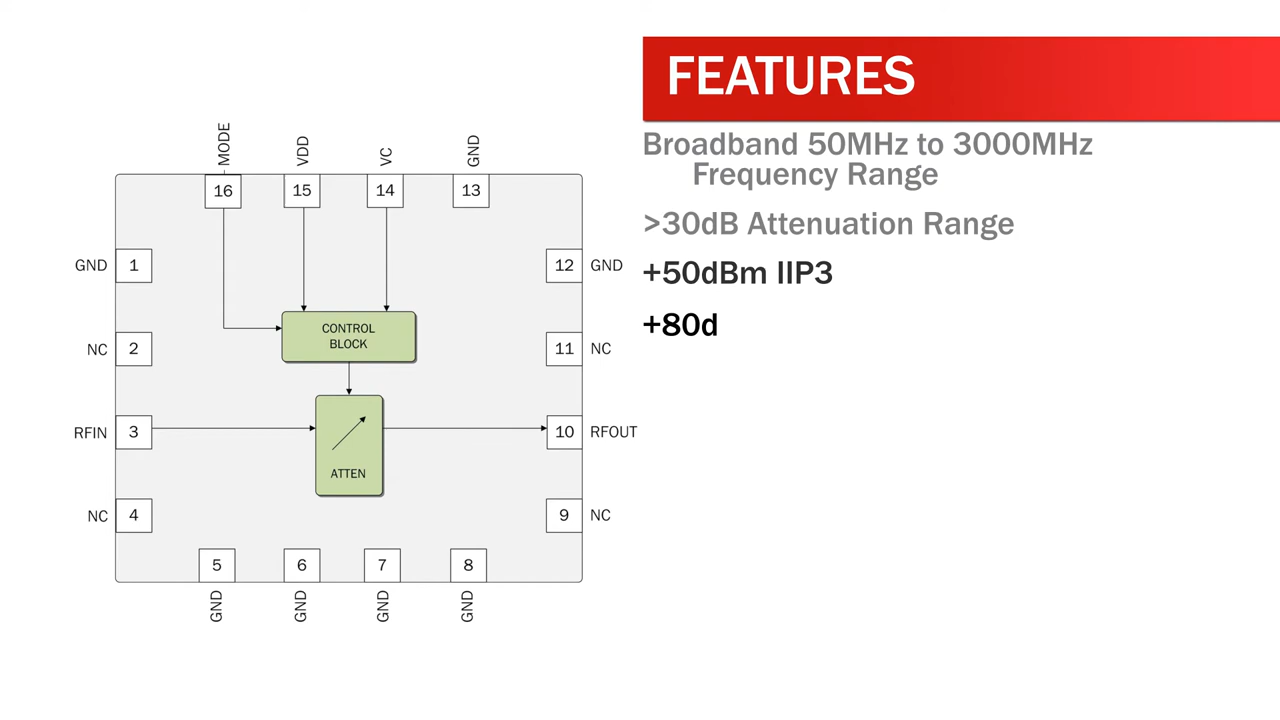 FEATURES
Broadband 50MHz to 3000MHz
Frequency Range
>30dB Attenuation Range
+50dBm IIP3
+80d
MODE
VDD
VC
GND
16
15
14
13
GND 1
12 GND
CONTROL
BLOCK
NC 2
11 NC
RFIN 3
10 RFOUT
ATTEN
NC 4
9 NC
5
6
7
8
GND
GND
GND
GND